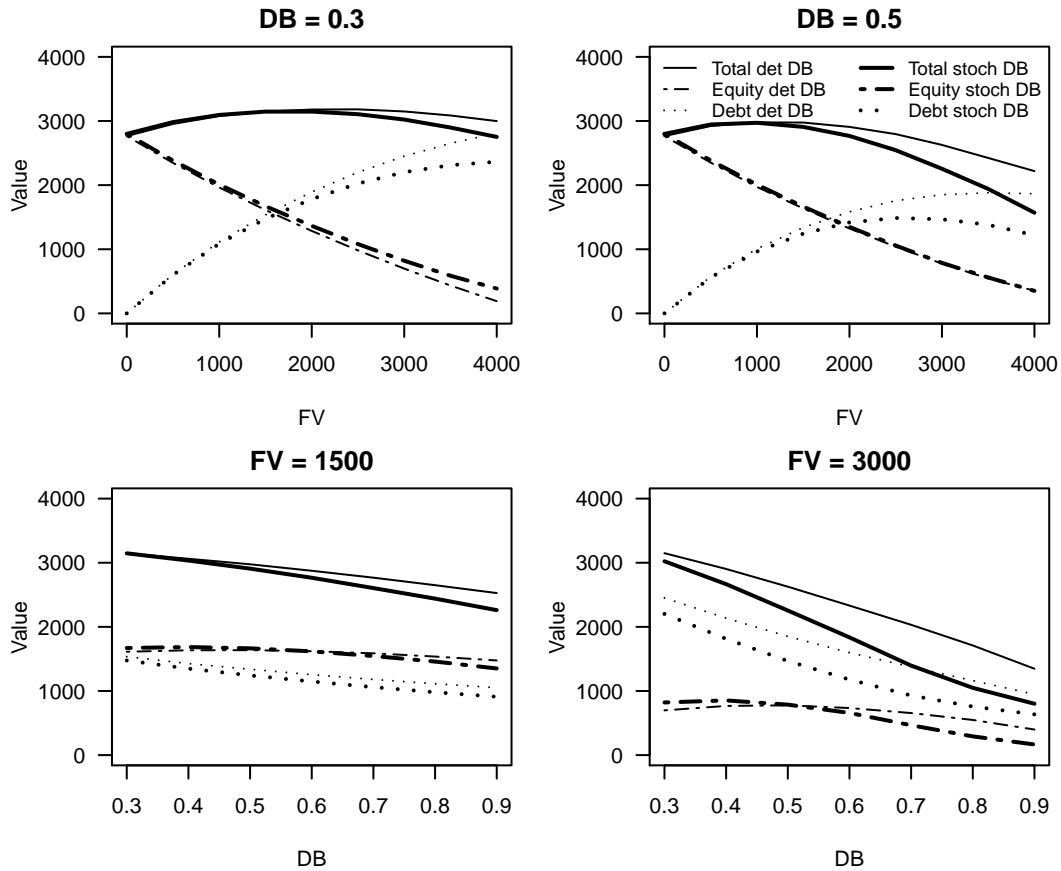 DB = 0.3
4000
3000
2000
1000
0
Value
0 1000 2000 3000 4000
FV
DB = 0.5
4000
3000
2000
1000
0
Value
Total det DB
Equity det DB
Debt det DB
Total stoch DB
Equity stoch DB
Debt stoch DB
0 1000 2000 3000 4000
FV
FV = 1500
4000
3000
2000
1000
0
Value
0.3 0.4 0.5 0.6 0.7 0.8 0.9
DB
FV = 3000
4000
3000
2000
1000
0
Value
0.3 0.4 0.5 0.6 0.7 0.8 0.9
DB